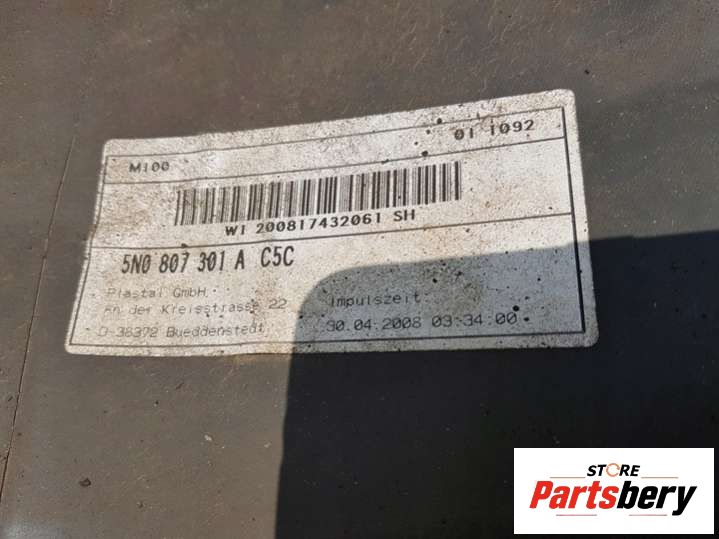 M100 01 1092
WI 200817432061 SH
5N0 807 301 A C5C
Plastal GmbH
An der Kreisstrasse 22 Impulszeit:
D-38372 Bueddenstedt 30.04.2008 03:34:00
STORE
Partsbery